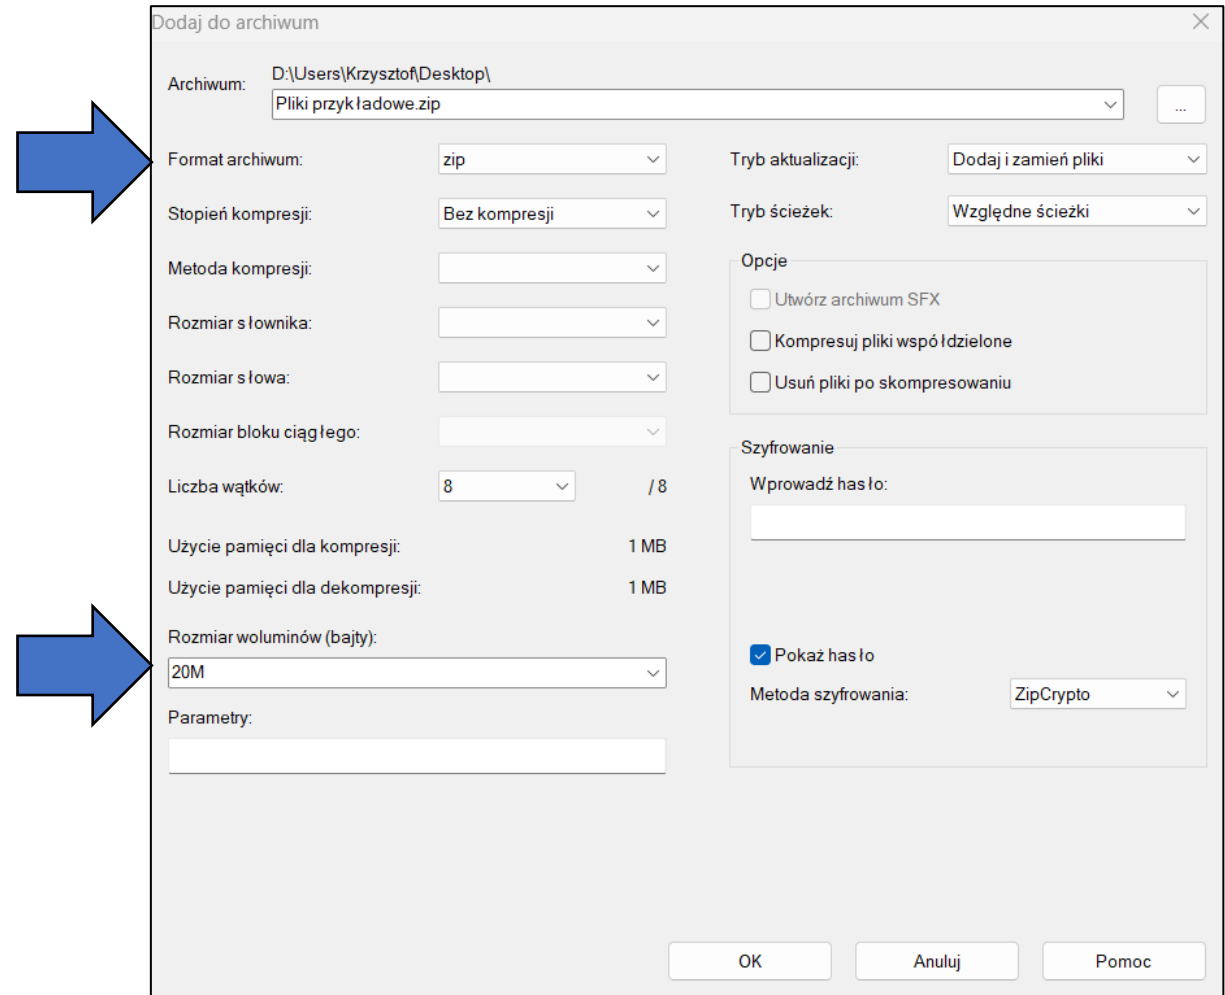 Dodaj do archiwum
Archiwum:
D:\Users\Krzysztof\Desktop\
Pliki przykładowe.zip
...
Format archiwum:
zip
Stopień kompresji:
Bez kompresji
Metoda kompresji:
Rozmiar słownika:
Rozmiar słowa:
Rozmiar bloku ciągłego:
Liczba wątków:
8
/ 8
Użycie pamięci dla kompresji:
1 MB
Użycie pamięci dla dekompresji:
1 MB
Rozmiar woluminów (bajty):
20M
Parametry:
Tryb aktualizacji:
Dodaj i zamień pliki
Tryb ścieżek:
Względne ścieżki
Opcje
Utwórz archiwum SFX
Kompresuj pliki współdzielone
Usuń pliki po skompresowaniu
Szyfrowanie
Wprowadź hasło:
Pokaż hasło
Metoda szyfrowania:
ZipCrypto
OK
Anuluj
Pomoc